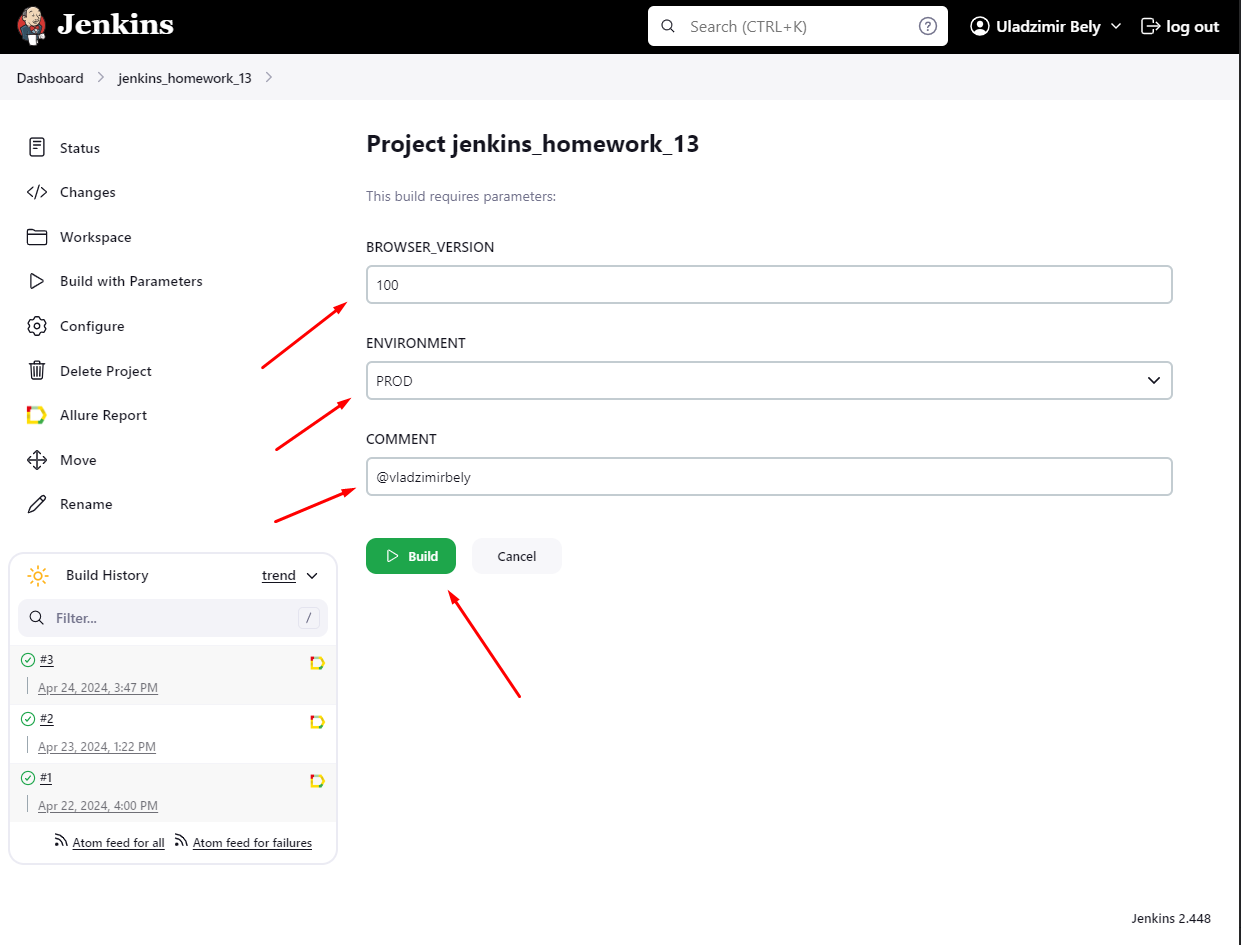 Jenkins
Search (CTRL+K)
Uladzimir Bely
log out
Dashboard
jenkins_homework_13
Status
Changes
Workspace
Build with Parameters
Configure
Delete Project
Allure Report
Move
Rename
Project jenkins_homework_13
This build requires parameters:
BROWSER_VERSION
100
ENVIRONMENT
PROD
COMMENT
@vladzimirbely
Build
Cancel
Build History
trend
Filter...
/
#3
Apr 24, 2024, 3:47 PM
#2
Apr 23, 2024, 1:22 PM
#1
Apr 22, 2024, 4:00 PM
Atom feed for all
Atom feed for failures
Jenkins 2.448